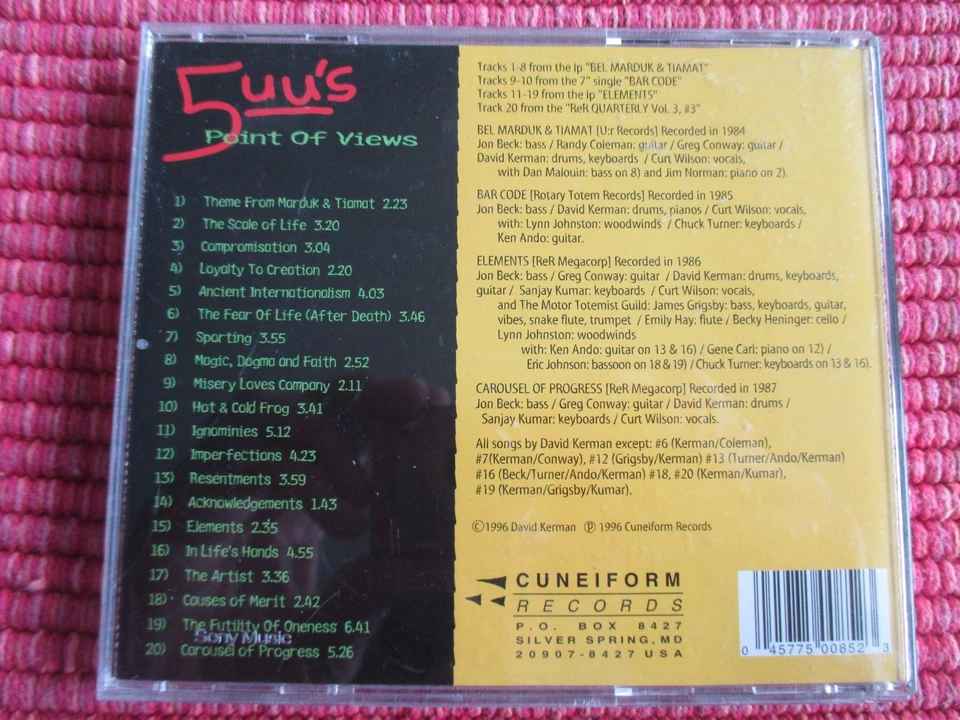 5uu's
Point Of Views
1) Theme From Marduk & Tiamat 2.23
2) The Scale of Life 3.20
3) Compromisation 3.04
4) Loyalty To Creation 2.20
5) Ancient Internationalism 4.03
6) The Fear Of Life (After Death) 3.46
7) Sporting 3.55
8) Magic, Dogma and Faith 2.52
9) Misery Loves Company 2.11
10) Hot & Cold Frog 3.41
11) Ignominies 5.12
12) Imperfections 4.23
13) Resentments 3.59
14) Acknowledgements 1.43
15) Elements 2.35
16) In Life's Hands 4.55
17) The Artist 3.36
18) Causes of Merit 2.42
19) The Futility Of Oneness 6.41
Sony Music
20) Carousel of Progress 5.26
Tracks 1-8 from the lp "BEL MARDUK & TIAMAT"
Tracks 9-10 from the 7" single "BAR CODE"
Tracks 11-19 from the lp "ELEMENTS"
Track 20 from the "ReR QUARTERLY Vol. 3, #3"
BEL MARDUK & TIAMAT [U:r Records] Recorded in 1984
Jon Beck: bass / Randy Coleman: guitar / Greg Conway: guitar /
David Kerman: drums, keyboards / Curt Wilson: vocals,
with Dan Malouin: bass on 8) and Jim Norman: piano on 2).
BAR CODE [Rotary Totem Records] Recorded in 1985
Jon Beck: bass / David Kerman: drums, pianos / Curt Wilson: vocals,
with: Lynn Johnston: woodwinds / Chuck Turner: keyboards /
Ken Ando: guitar.
ELEMENTS [ReR Megacorp] Recorded in 1986
Jon Beck: bass / Greg Conway: guitar / David Kerman: drums, keyboards,
guitar / Sanjay Kumar: keyboards / Curt Wilson: vocals,
and The Motor Totemist Guild: James Grigsby: bass, keyboards, guitar,
vibes, snake flute, trumpet / Emily Hay: flute / Becky Heninger: cello /
Lynn Johnston: woodwinds
with: Ken Ando: guitar on 13 & 16) / Gene Carl: piano on 12) /
Eric Johnson: bassoon on 18 & 19) / Chuck Turner: keyboards on 13 & 16).
CAROUSEL OF PROGRESS [ReR Megacorp] Recorded in 1987
Jon Beck: bass / Greg Conway: guitar / David Kerman: drums /
Sanjay Kumar: keyboards / Curt Wilson: vocals.
All songs by David Kerman except: #6 (Kerman/Coleman),
#7(Kerman/Conway), #12 (Grigsby/Kerman) #13 (Turner/Ando/Kerman)
#16 (Beck/Turner/Ando/Kerman) #18, #20 (Kerman/Kumar),
#19 (Kerman/Grigsby/Kumar).
©1996 David Kerman ℗ 1996 Cuneiform Records
CUNEIFORM
RECORDS
P.O. BOX 8427
SILVER SPRING, MD
20907-8427 USA
0 45775 00852 3